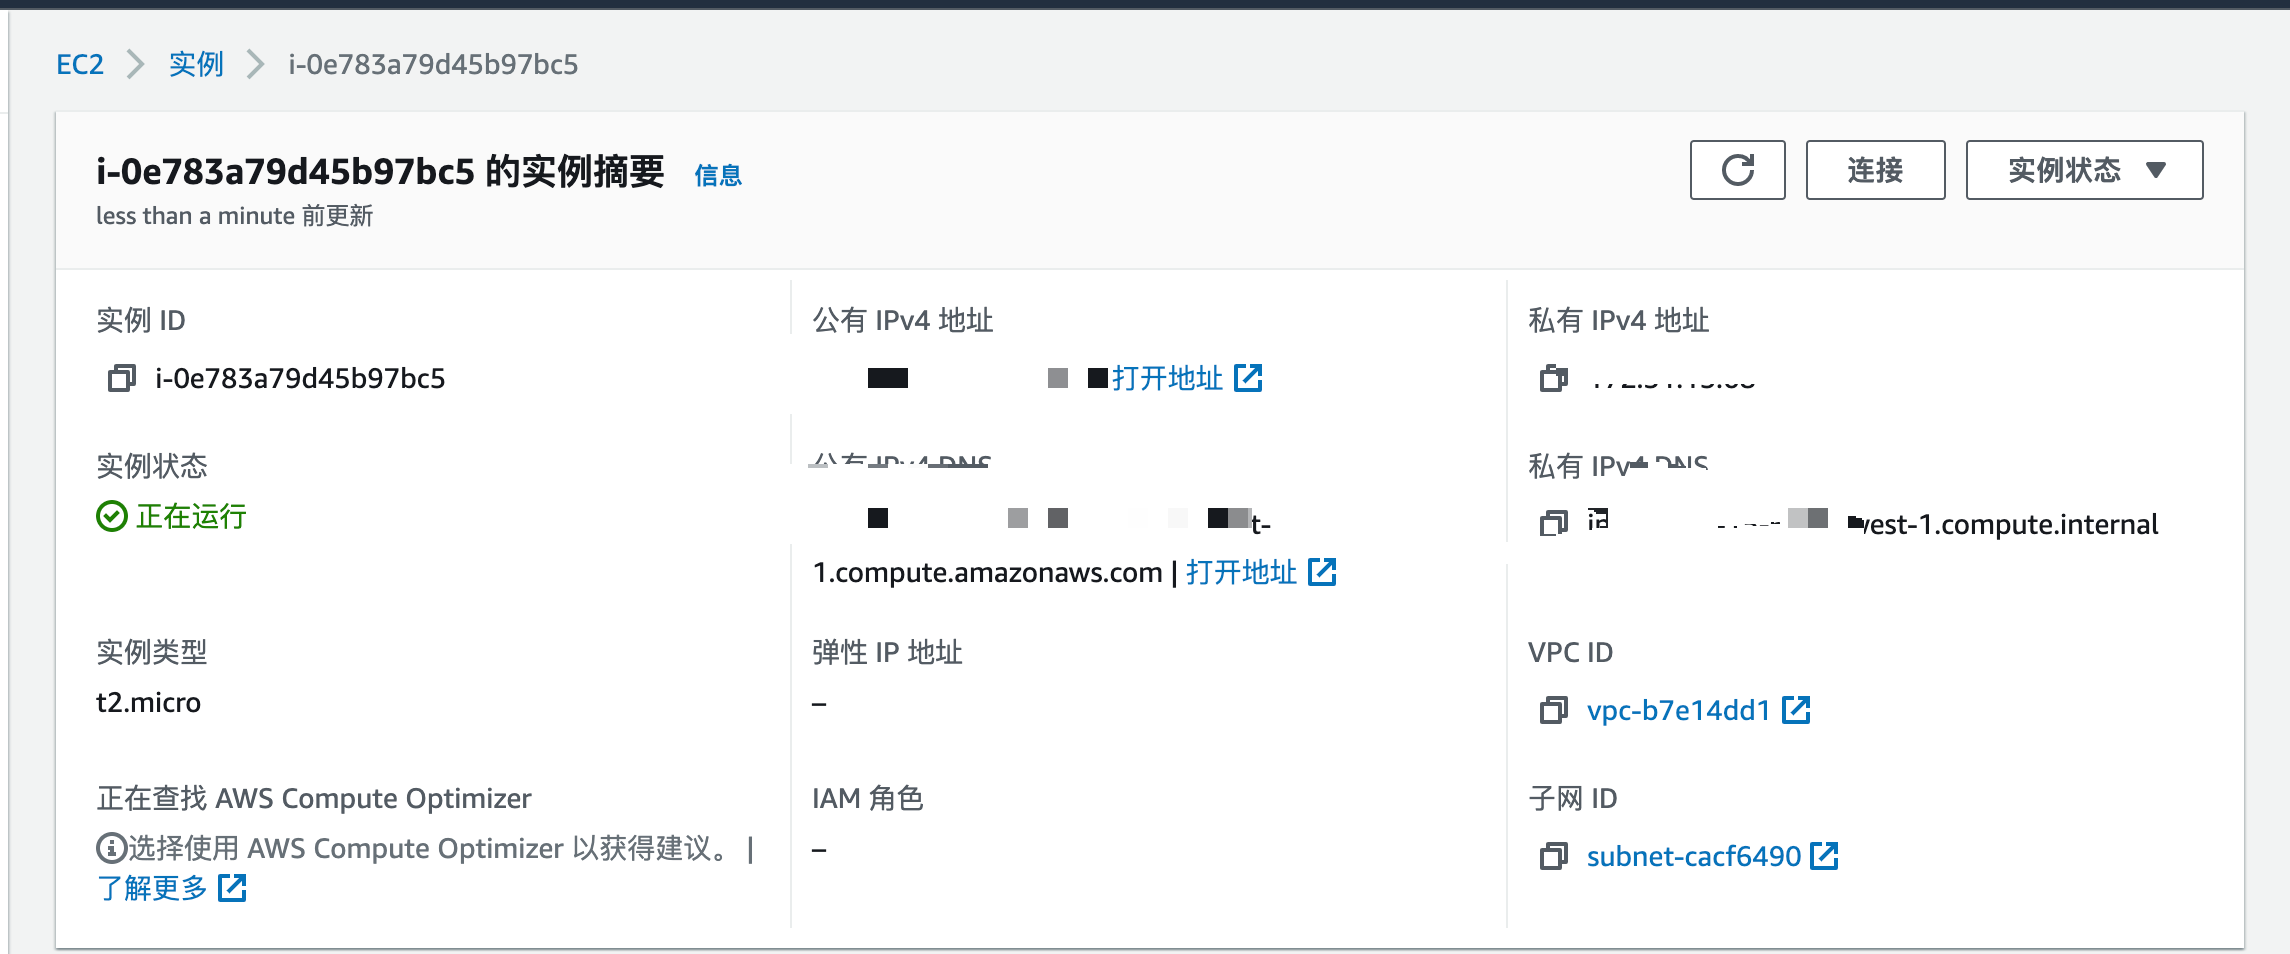 EC2 > 实例 > i-0e783a79d45b97bc5
i-0e783a79d45b97bc5 的实例摘要 信息
less than a minute 前更新
连接
实例状态
实例 ID
i-0e783a79d45b97bc5
公有 IPv4 地址
打开地址
私有 IPv4 地址
实例状态
正在运行
公有 IPv4 DNS
t-
1.compute.amazonaws.com | 打开地址
私有 IPv4 DNS
west-1.compute.internal
实例类型
t2.micro
弹性 IP 地址
–
VPC ID
vpc-b7e14dd1
正在查找 AWS Compute Optimizer
选择使用 AWS Compute Optimizer 以获得建议。 |
了解更多
IAM 角色
–
子网 ID
subnet-cacf6490